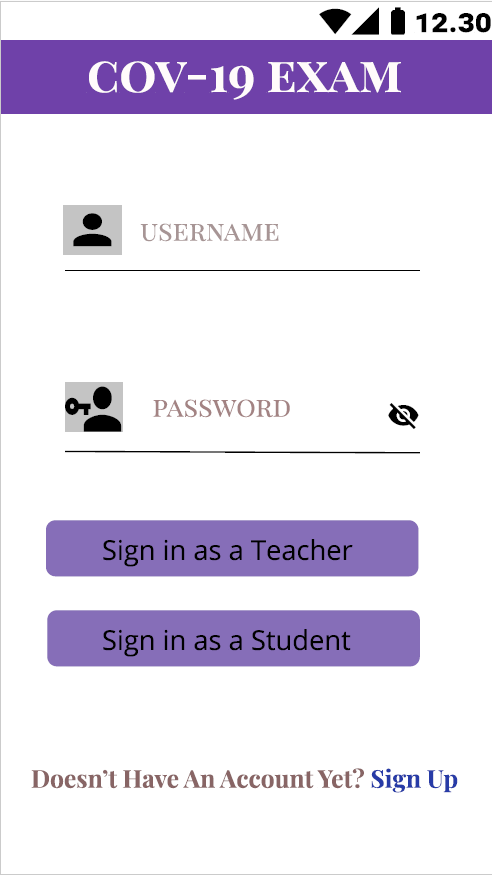 12.30
COV-19 EXAM
USERNAME
PASSWORD
Sign in as a Teacher
Sign in as a Student
Doesn't Have An Account Yet? Sign Up